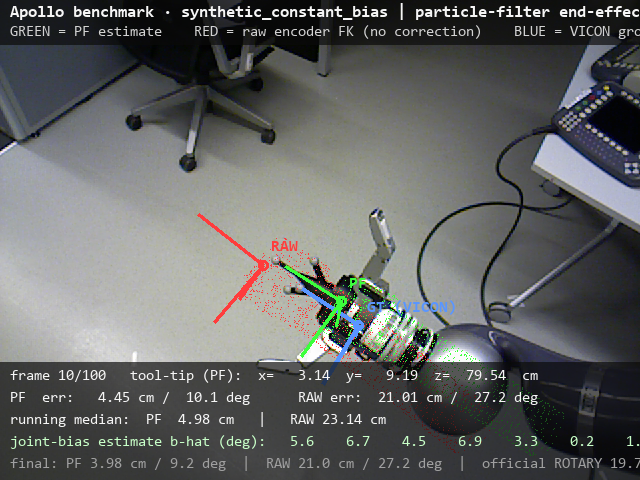 Apollo benchmark · synthetic_constant_bias | particle-filter end-effec
GREEN = PF estimate    RED = raw encoder FK (no correction)    BLUE = VICON gro
RAW
GT (VICON)
frame 10/100   tool-tip (PF):  x=   3.14  y=   9.19  z=  79.54  cm
PF  err:   4.45 cm /  10.1 deg      RAW err:  21.01 cm /  27.2 deg
running median:  PF  4.98 cm   |   RAW 23.14 cm
joint-bias estimate b-hat (deg):   5.6    6.7    4.5    6.9    3.3    0.2    1.
final: PF 3.98 cm / 9.2 deg  |  RAW 21.0 cm / 27.2 deg  |  official ROTARY 19.7